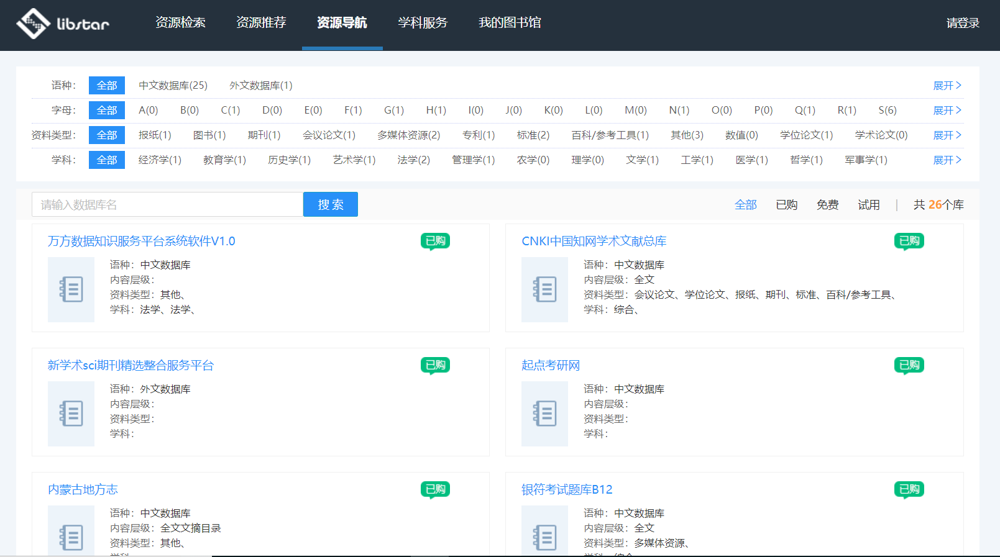 libstar 资源检索 资源推荐 资源导航 学科服务 我的图书馆 请登录
语种： 全部 中文数据库(25) 外文数据库(1) 展开
字母： 全部 A(0) B(0) C(1) D(0) E(0) F(1) G(1) H(1) I(0) J(0) K(0) L(0) M(0) N(1) O(0) P(0) Q(1) R(1) S(6) 展开
资料类型： 全部 报纸(1) 图书(1) 期刊(1) 会议论文(1) 多媒体资源(2) 专利(1) 标准(2) 百科/参考工具(1) 其他(3) 数值(0) 学位论文(1) 学术论文(0) 展开
学科： 全部 经济学(1) 教育学(1) 历史学(1) 艺术学(1) 法学(2) 管理学(1) 农学(0) 理学(0) 文学(1) 工学(1) 医学(1) 哲学(1) 军事学(1) 展开
请输入数据库名 搜 索 全部 已购 免费 试用 | 共 26个库
万方数据知识服务平台系统软件V1.0 已购
语种：中文数据库
内容层级：
资料类型：其他、
学科：法学、法学、
CNKI中国知网学术文献总库 已购
语种：中文数据库
内容层级：全文
资料类型：会议论文、学位论文、报纸、期刊、标准、百科/参考工具、
学科：综合、
新学术sci期刊精选整合服务平台 已购
语种：外文数据库
内容层级：
资料类型：
学科：
起点考研网 已购
语种：中文数据库
内容层级：
资料类型：
学科：
内蒙古地方志 已购
语种：中文数据库
内容层级：全文文摘目录
资料类型：其他、
银符考试题库B12 已购
语种：中文数据库
内容层级：全文
资料类型：多媒体资源、